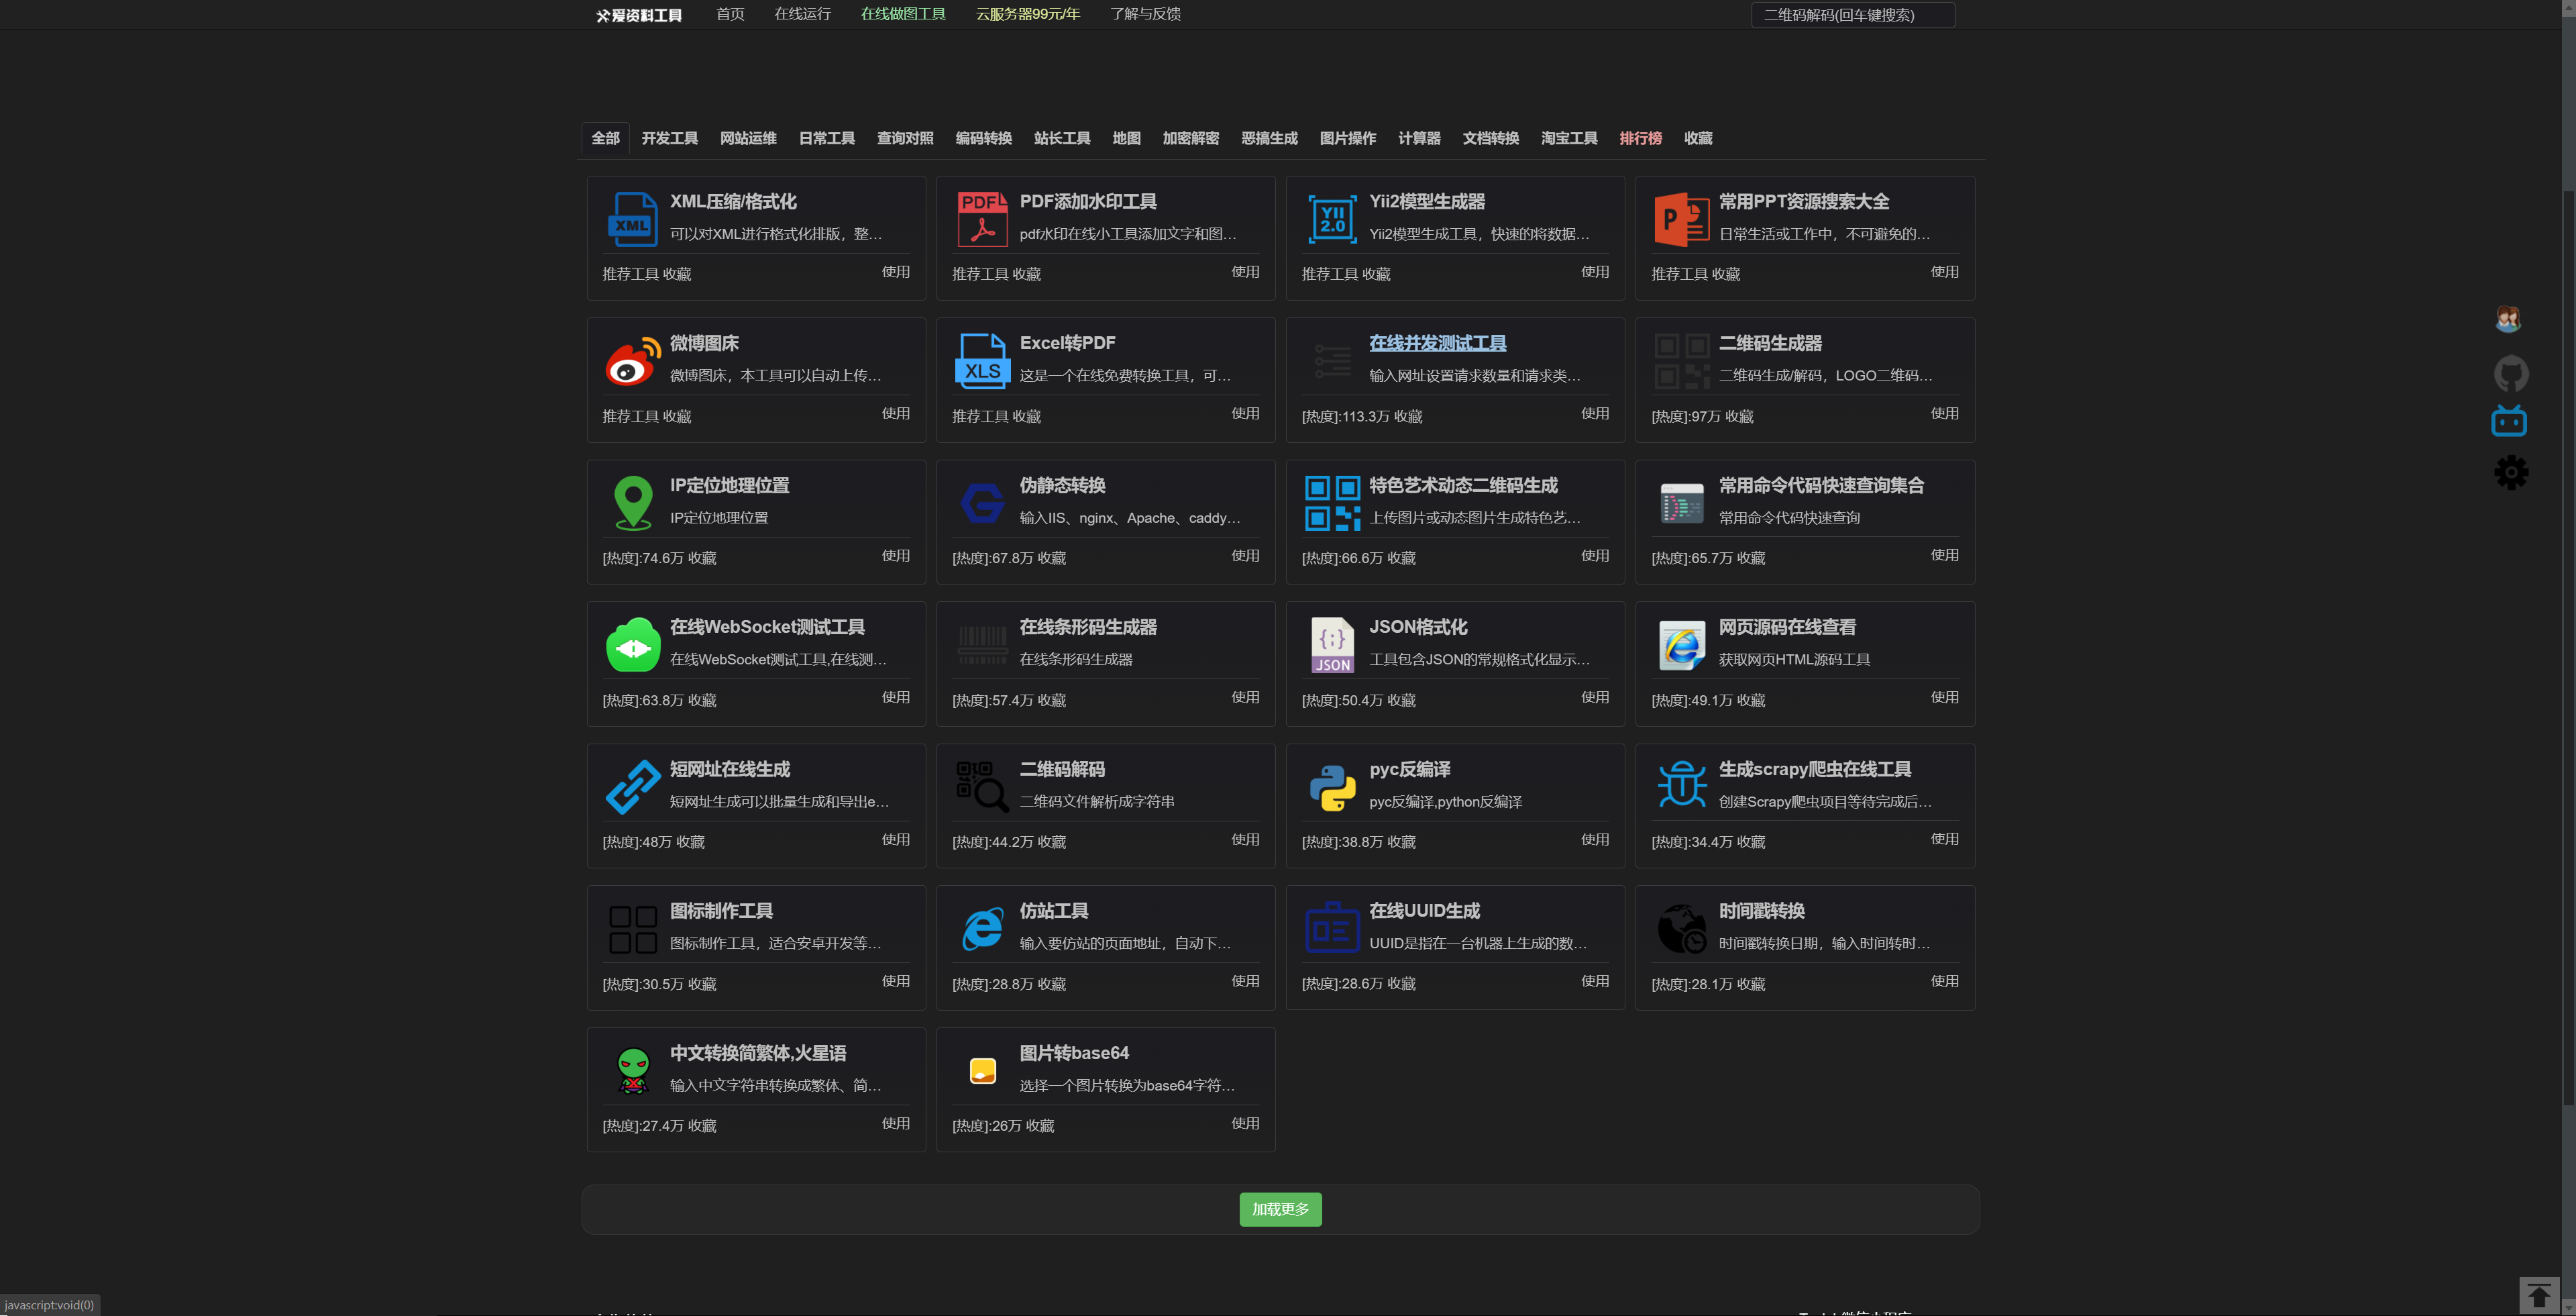 爱资料工具 首页 在线运行 在线做图工具 云服务器99元/年 了解与反馈 二维码解码(回车键搜索)
全部 开发工具 网站运维 日常工具 查询对照 编码转换 站长工具 地图 加密解密 恶搞生成 图片操作 计算器 文档转换 淘宝工具 排行榜 收藏
XML
XML压缩/格式化
可以对XML进行格式化排版，整…
推荐工具 收藏 使用
PDF
PDF添加水印工具
pdf水印在线小工具添加文字和图…
推荐工具 收藏 使用
YII
2.0
Yii2模型生成器
Yii2模型生成工具，快速的将数据…
推荐工具 收藏 使用
P
常用PPT资源搜索大全
日常生活或工作中，不可避免的…
推荐工具 收藏 使用
微博图床
微博图床，本工具可以自动上传…
推荐工具 收藏 使用
XLS
Excel转PDF
这是一个在线免费转换工具，可…
推荐工具 收藏 使用
在线并发测试工具
输入网址设置请求数量和请求类…
[热度]:113.3万 收藏 使用
二维码生成器
二维码生成/解码，LOGO二维码…
[热度]:97万 收藏 使用
IP定位地理位置
IP定位地理位置
[热度]:74.6万 收藏 使用
伪静态转换
输入IIS、nginx、Apache、caddy…
[热度]:67.8万 收藏 使用
特色艺术动态二维码生成
上传图片或动态图片生成特色艺…
[热度]:66.6万 收藏 使用
常用命令代码快速查询集合
常用命令代码快速查询
[热度]:65.7万 收藏 使用
在线WebSocket测试工具
在线WebSocket测试工具,在线测…
[热度]:63.8万 收藏 使用
在线条形码生成器
在线条形码生成器
[热度]:57.4万 收藏 使用
{;}
JSON
JSON格式化
工具包含JSON的常规格式化显示…
[热度]:50.4万 收藏 使用
网页源码在线查看
获取网页HTML源码工具
[热度]:49.1万 收藏 使用
短网址在线生成
短网址生成可以批量生成和导出e…
[热度]:48万 收藏 使用
二维码解码
二维码文件解析成字符串
[热度]:44.2万 收藏 使用
pyc反编译
pyc反编译,python反编译
[热度]:38.8万 收藏 使用
生成scrapy爬虫在线工具
创建Scrapy爬虫项目等待完成后…
[热度]:34.4万 收藏 使用
图标制作工具
图标制作工具，适合安卓开发等…
[热度]:30.5万 收藏 使用
仿站工具
输入要仿站的页面地址，自动下…
[热度]:28.8万 收藏 使用
在线UUID生成
UUID是指在一台机器上生成的数…
[热度]:28.6万 收藏 使用
时间戳转换
时间戳转换日期，输入时间转时…
[热度]:28.1万 收藏 使用
中文转换简繁体,火星语
输入中文字符串转换成繁体、简…
[热度]:27.4万 收藏 使用
图片转base64
选择一个图片转换为base64字符…
[热度]:26万 收藏 使用
加载更多
javascript:void(0)